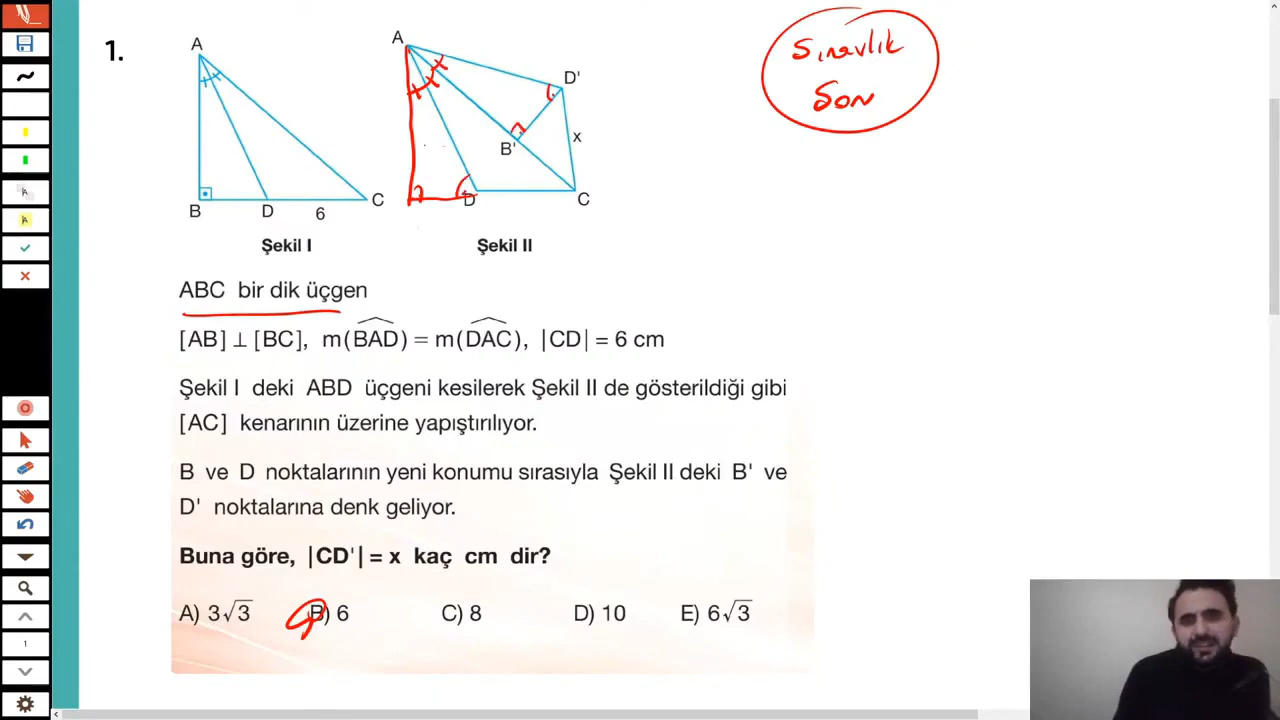 1.
A
B
D
6
C
Şekil I
A
D'
x
B'
D
C
Şekil II
Sınavlık
Son
ABC bir dik üçgen
[AB] ⊥ [BC], m(BAD) = m(DAC), |CD| = 6 cm
Şekil I deki ABD üçgeni kesilerek Şekil II de gösterildiği gibi
[AC] kenarının üzerine yapıştırılıyor.
B ve D noktalarının yeni konumu sırasıyla Şekil II deki B' ve
D' noktalarına denk geliyor.
Buna göre, |CD'| = x kaç cm dir?
A) 3√3 B) 6 C) 8 D) 10 E) 6√3
A
A
1